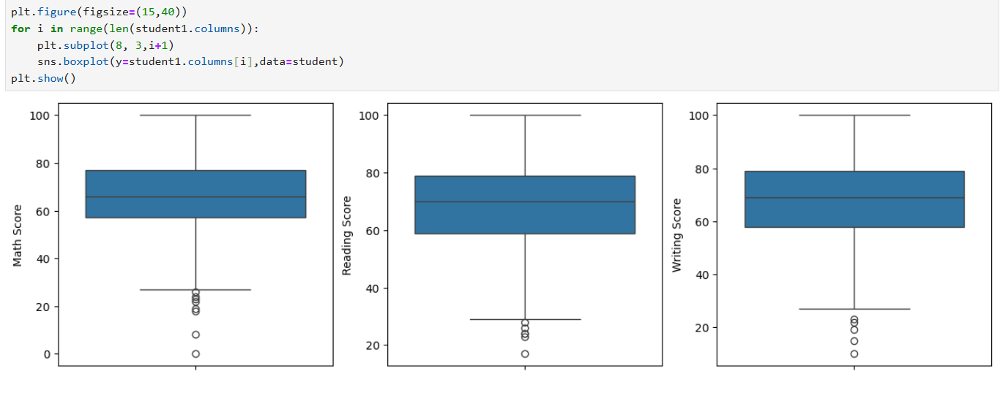 plt.figure(figsize=(15,40))
for i in range(len(student1.columns)):
    plt.subplot(8, 3,i+1)
    sns.boxplot(y=student1.columns[i],data=student)
plt.show()
100
80
60
40
20
0
Math Score
100
80
60
40
20
Reading Score
100
80
60
40
20
Writing Score